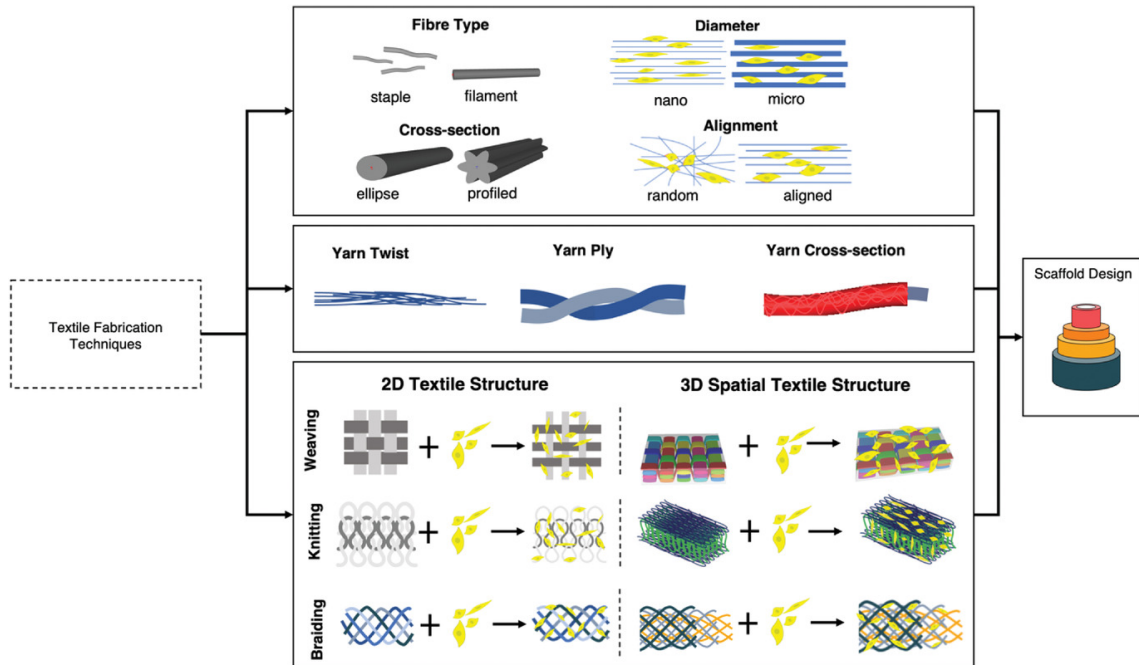 Fibre Type
Diameter
staple
filament
nano
micro
Cross-section
Alignment
ellipse
profiled
random
aligned
Yarn Twist
Yarn Ply
Yarn Cross-section
Textile Fabrication
Techniques
Scaffold Design
2D Textile Structure
3D Spatial Textile Structure
Weaving
Knitting
Braiding